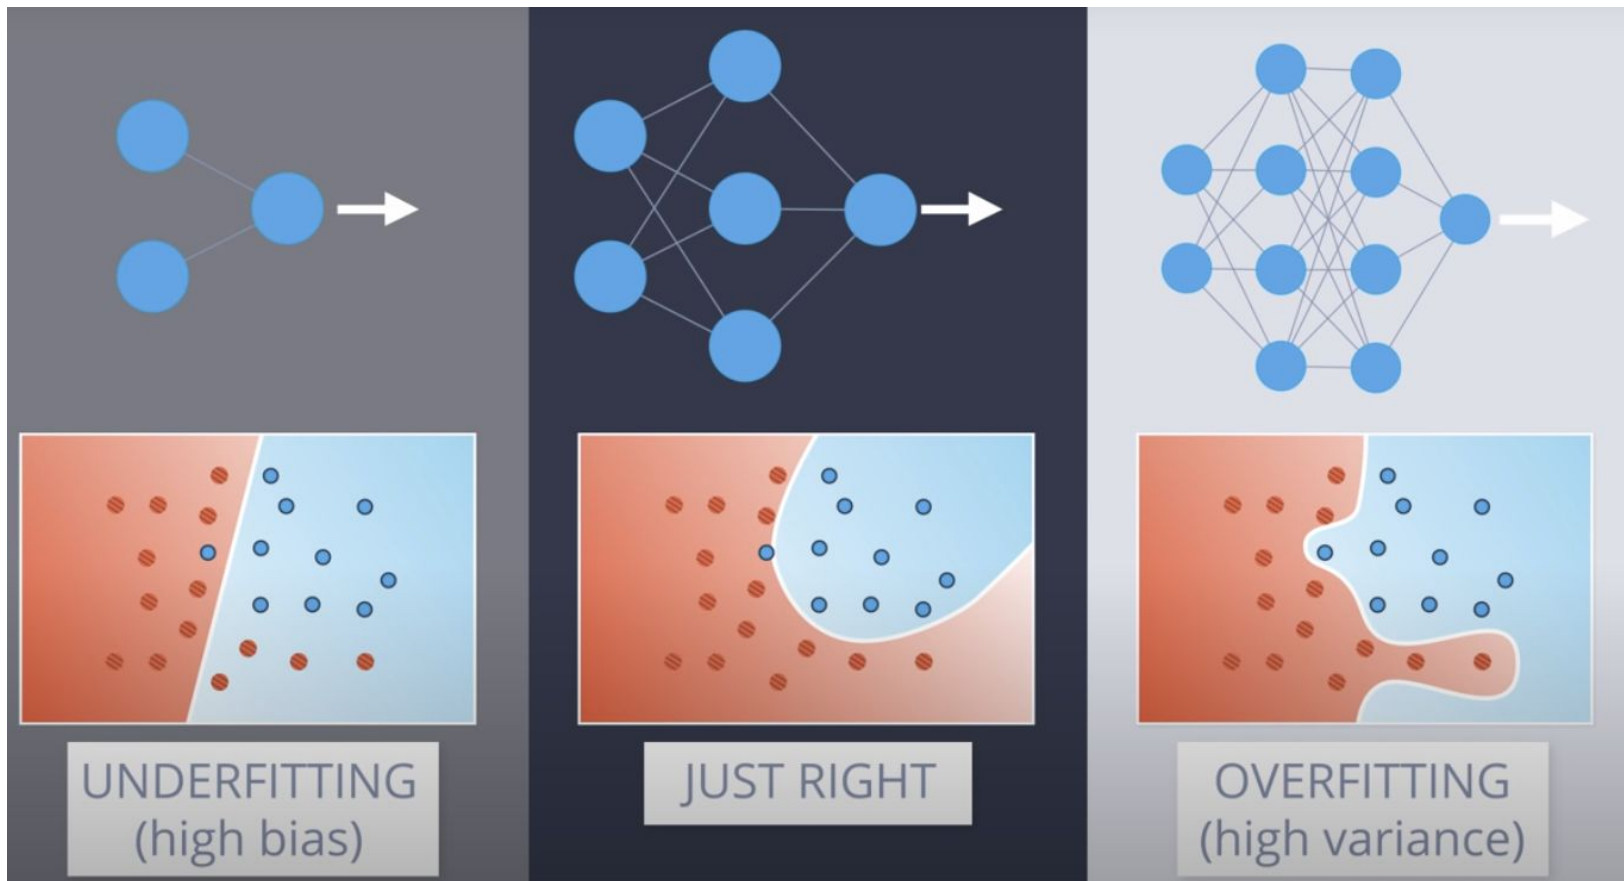 UNDERFITTING
(high bias)
JUST RIGHT
OVERFITTING
(high variance)